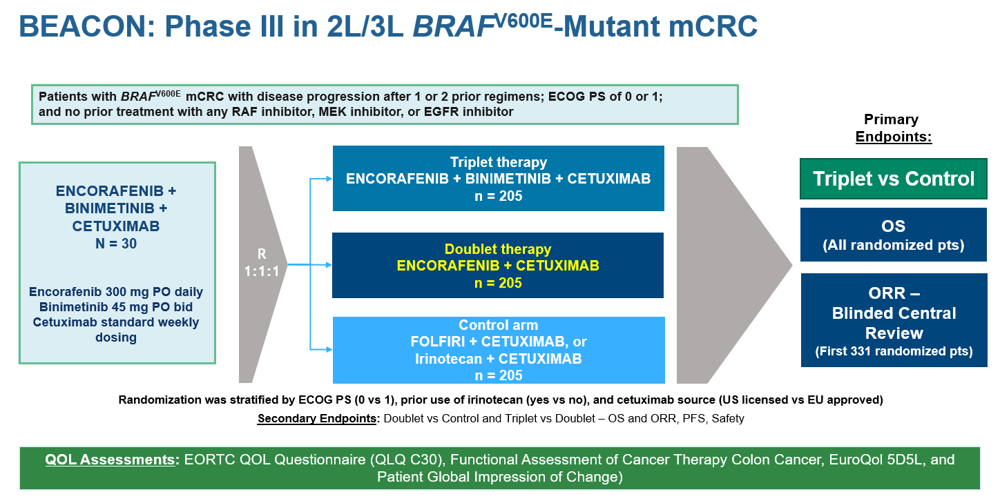 BEACON: Phase III in 2L/3L BRAFV600E-Mutant mCRC
Patients with BRAFV600E mCRC with disease progression after 1 or 2 prior regimens; ECOG PS of 0 or 1;
and no prior treatment with any RAF inhibitor, MEK inhibitor, or EGFR inhibitor
ENCORAFENIB +
BINIMETINIB +
CETUXIMAB
N = 30
Encorafenib 300 mg PO daily
Binimetinib 45 mg PO bid
Cetuximab standard weekly
dosing
R
1:1:1
Triplet therapy
ENCORAFENIB + BINIMETINIB + CETUXIMAB
n = 205
Doublet therapy
ENCORAFENIB + CETUXIMAB
n = 205
Control arm
FOLFIRI + CETUXIMAB, or
Irinotecan + CETUXIMAB
n = 205
Primary
Endpoints:
Triplet vs Control
OS
(All randomized pts)
ORR –
Blinded Central
Review
(First 331 randomized pts)
Randomization was stratified by ECOG PS (0 vs 1), prior use of irinotecan (yes vs no), and cetuximab source (US licensed vs EU approved)
Secondary Endpoints: Doublet vs Control and Triplet vs Doublet – OS and ORR, PFS, Safety
QOL Assessments: EORTC QOL Questionnaire (QLQ C30), Functional Assessment of Cancer Therapy Colon Cancer, EuroQol 5D5L, and
Patient Global Impression of Change)